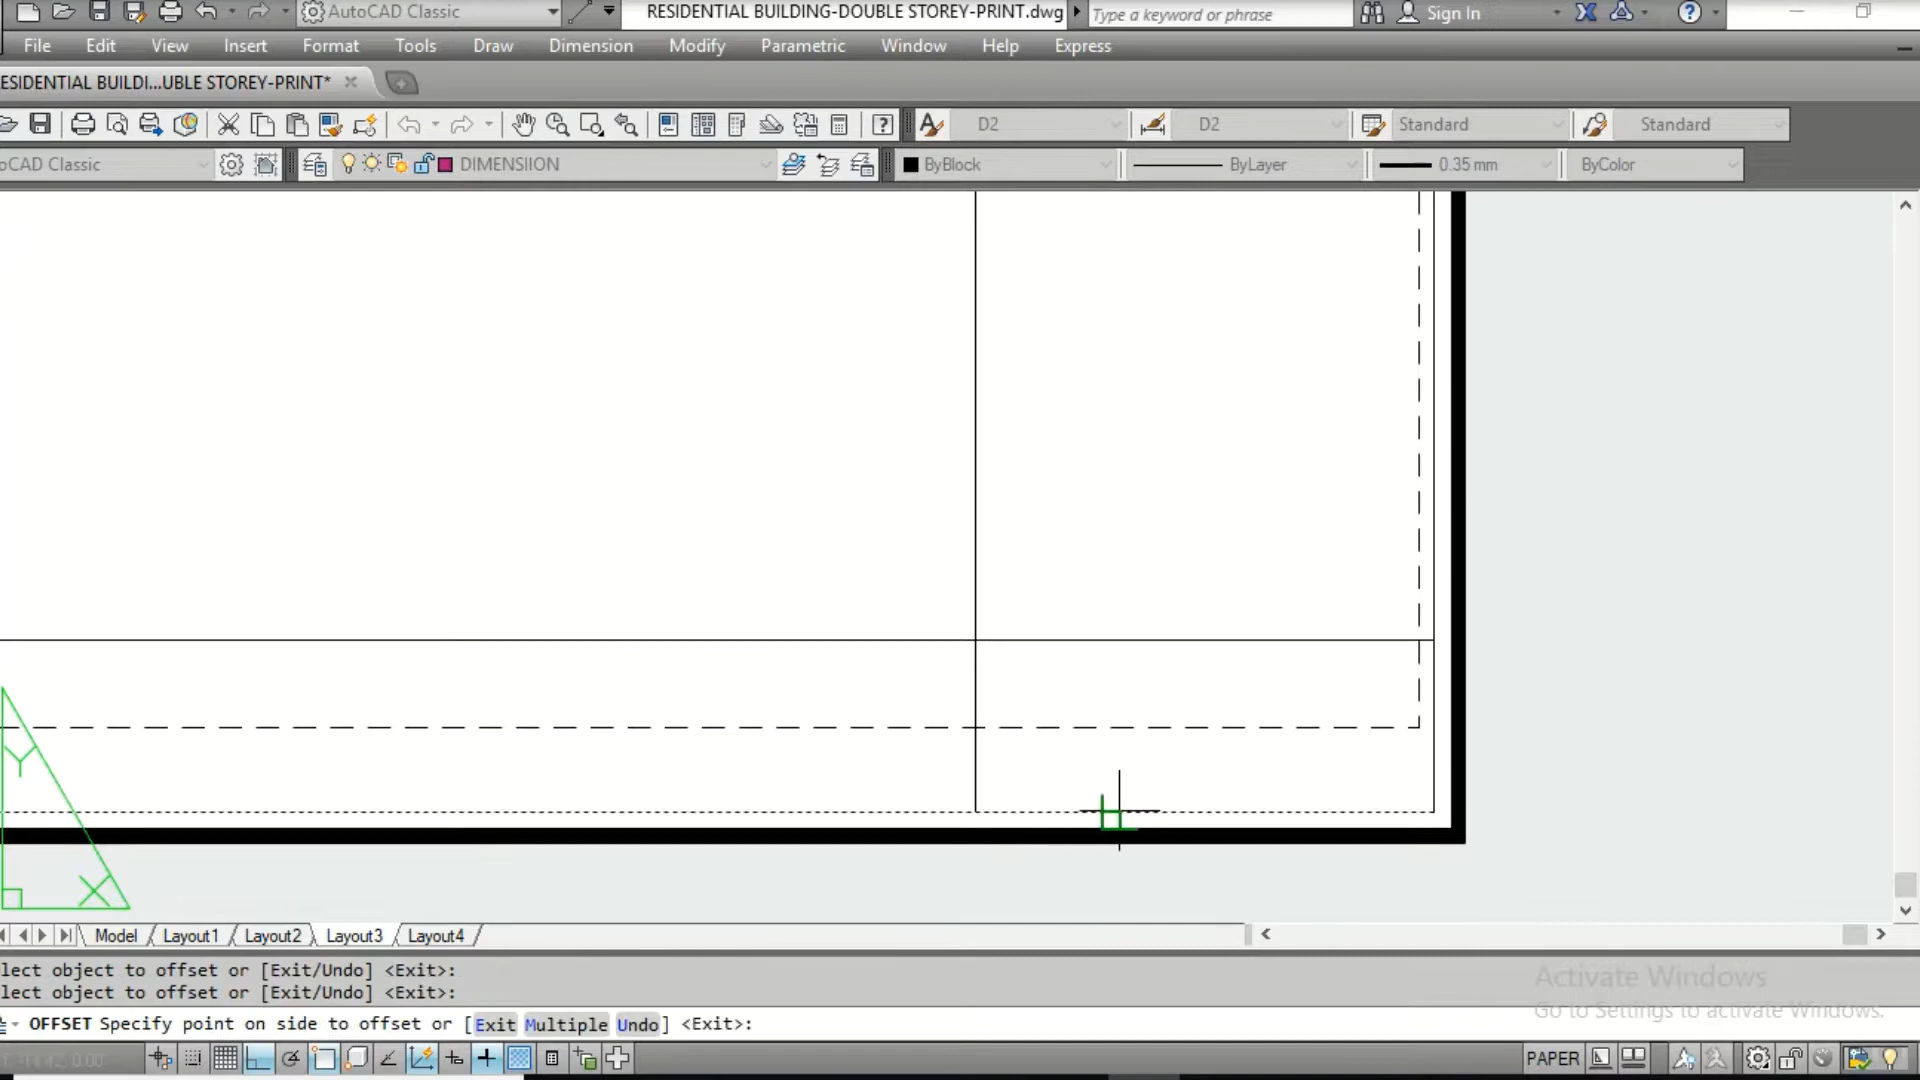 AutoCAD Classic
RESIDENTIAL BUILDING-DOUBLE STOREY-PRINT.dwg
Type a keyword or phrase
Sign In
File Edit View Insert Format Tools Draw Dimension Modify Parametric Window Help Express
ESIDENTIAL BUILDI...UBLE STOREY-PRINT*
D2 D2 Standard Standard
oCAD Classic DIMENSIION ByBlock ByLayer 0.35 mm ByColor
Y
X
Model Layout1 Layout2 Layout3 Layout4
lect object to offset or [Exit/Undo] <Exit>:
lect object to offset or [Exit/Undo] <Exit>:
Activate Windows
Go to Settings to activate Windows.
OFFSET Specify point on side to offset or [Exit Multiple Undo] <Exit>:
PAPER